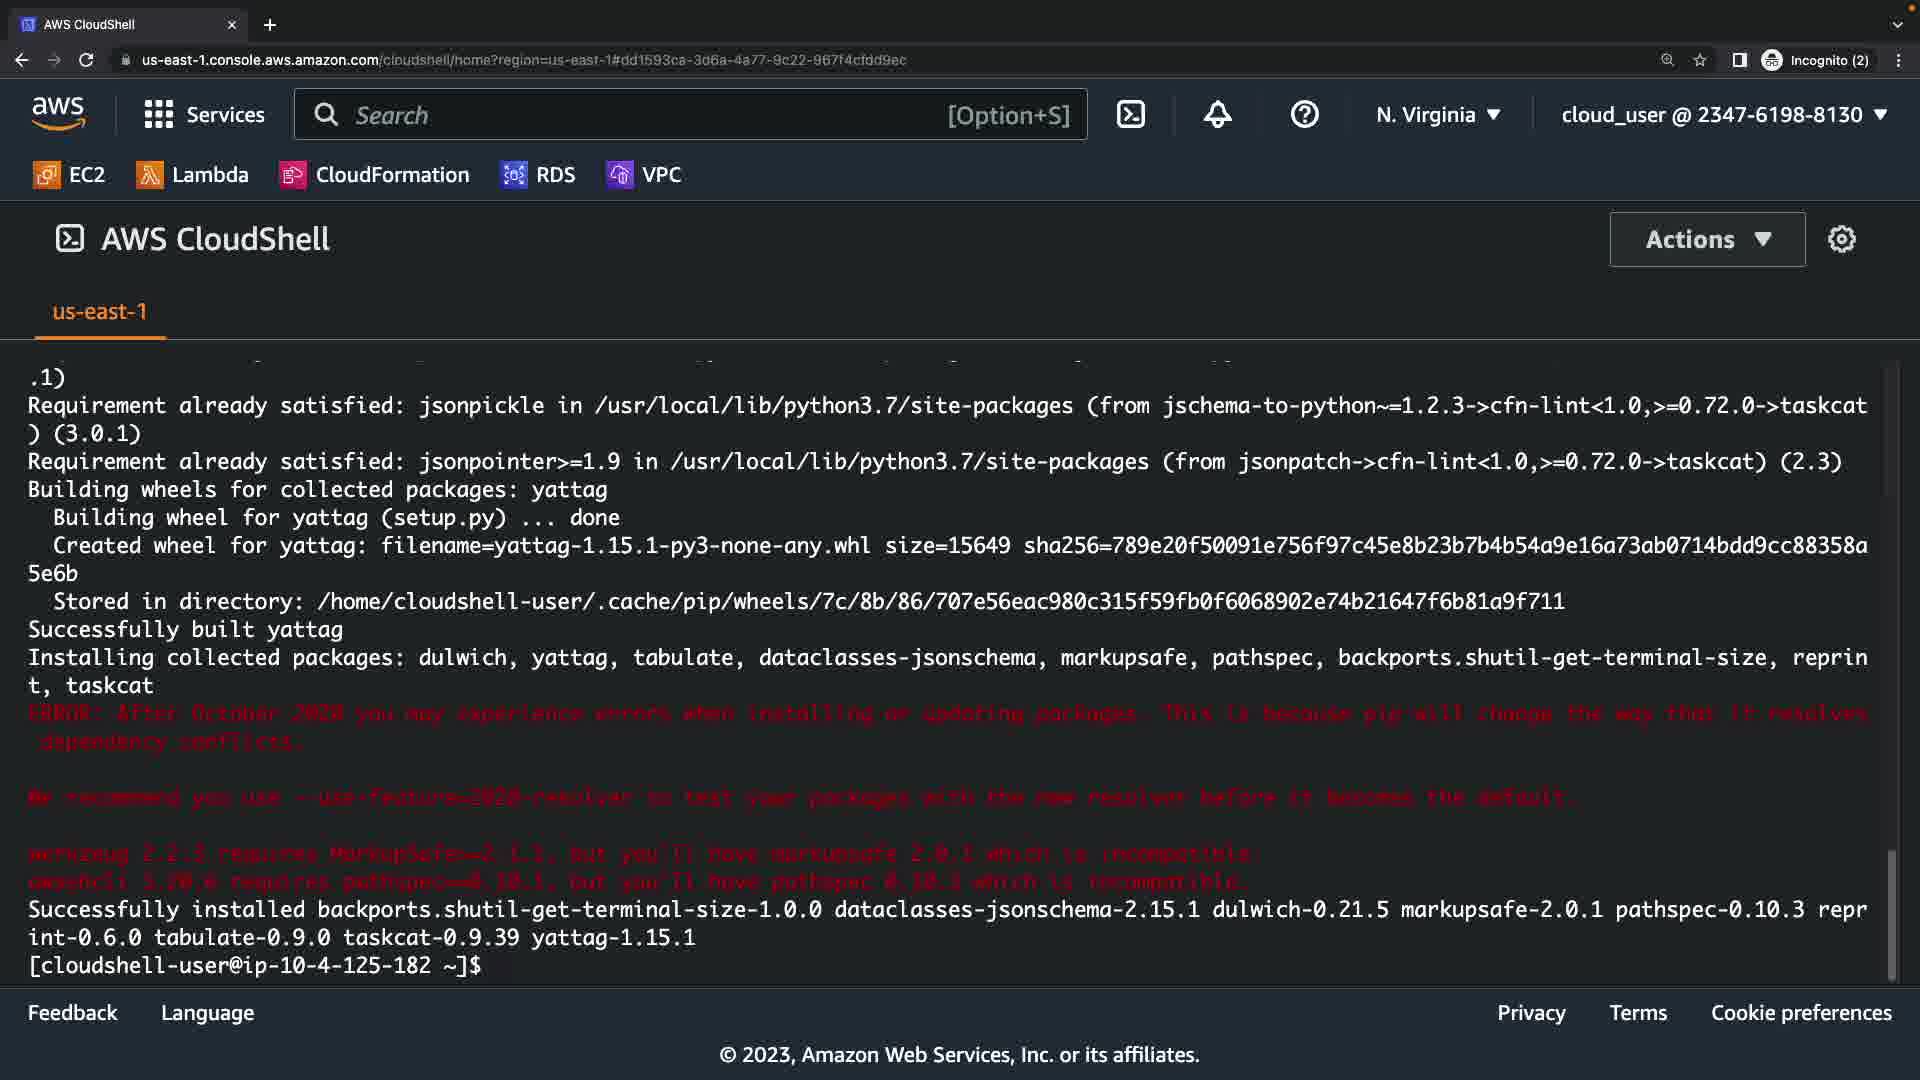 AWS CloudShell
us-east-1.console.aws.amazon.com/cloudshell/home?region=us-east-1#dd1593ca-3d6a-4a77-9c22-967f4cfdd9ec
Incognito (2)
aws
Services
Search
[Option+S]
N. Virginia
cloud_user @ 2347-6198-8130
EC2
Lambda
CloudFormation
RDS
VPC
AWS CloudShell
Actions
us-east-1
.1)
Requirement already satisfied: jsonpickle in /usr/local/lib/python3.7/site-packages (from jschema-to-python~=1.2.3->cfn-lint<1.0,>=0.72.0->taskcat
) (3.0.1)
Requirement already satisfied: jsonpointer>=1.9 in /usr/local/lib/python3.7/site-packages (from jsonpatch->cfn-lint<1.0,>=0.72.0->taskcat) (2.3)
Building wheels for collected packages: yattag
Building wheel for yattag (setup.py) ... done
Created wheel for yattag: filename=yattag-1.15.1-py3-none-any.whl size=15649 sha256=789e20f50091e756f97c45e8b23b7b4b54a9e16a73ab0714bdd9cc88358a
5e6b
Stored in directory: /home/cloudshell-user/.cache/pip/wheels/7c/8b/86/707e56eac980c315f59fb0f6068902e74b21647f6b81a9f711
Successfully built yattag
Installing collected packages: dulwich, yattag, tabulate, dataclasses-jsonschema, markupsafe, pathspec, backports.shutil-get-terminal-size, reprin
t, taskcat
ERROR: After October 2020 you may experience errors when installing or updating packages. This is because pip will change the way that it resolves
dependency conflicts.
We recommend you use --use-feature=2020-resolver to test your packages with the new resolver before it becomes the default.
werkzeug requires MarkupSafe>=2.1.1, but you'll have markupsafe 2.0.1 which is incompatible.
requires pathspec==0.10.1, but you'll have pathspec 0.10.3 which is incompatible.
Successfully installed backports.shutil-get-terminal-size-1.0.0 dataclasses-jsonschema-2.15.1 dulwich-0.21.5 markupsafe-2.0.1 pathspec-0.10.3 repr
int-0.6.0 tabulate-0.9.0 taskcat-0.9.39 yattag-1.15.1
[cloudshell-user@ip-10-4-125-182 ~]$
Feedback
Language
Privacy
Terms
Cookie preferences
© 2023, Amazon Web Services, Inc. or its affiliates.